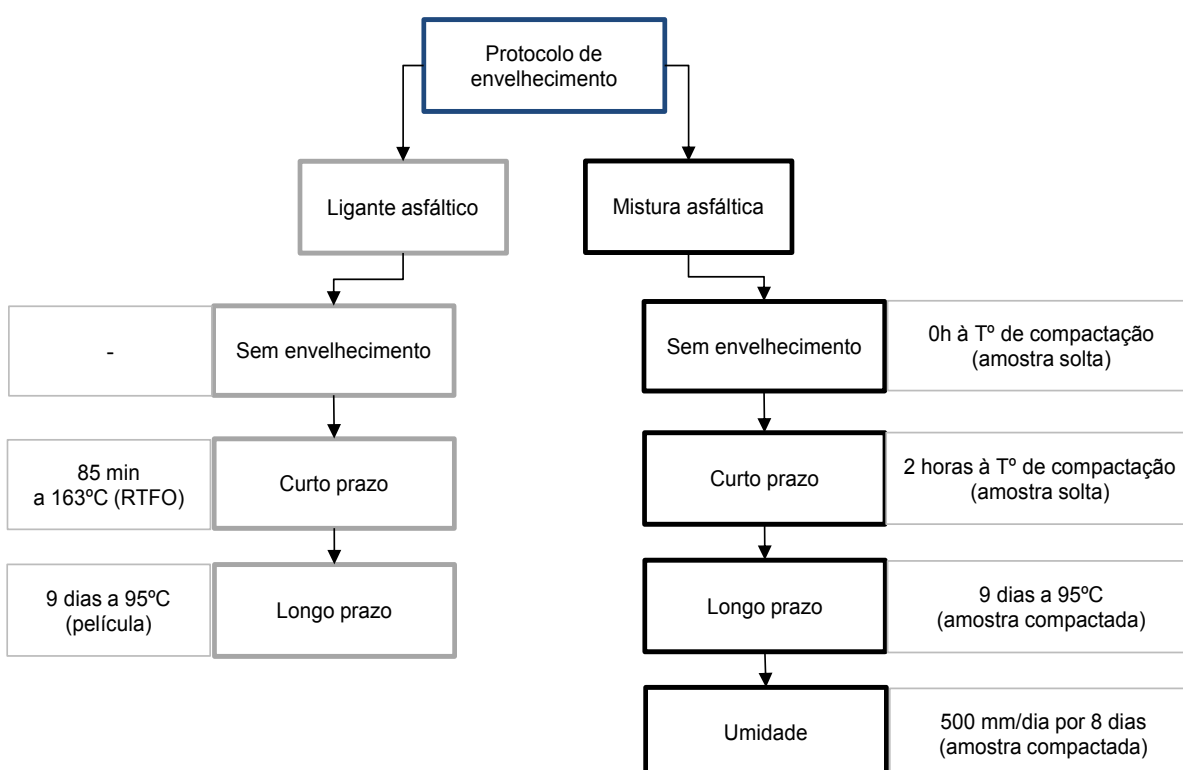 Protocolo de
envelhecimento
Ligante asfáltico
Mistura asfáltica
-
Sem envelhecimento
Sem envelhecimento
0h à Tº de compactação
(amostra solta)
85 min
a 163ºC (RTFO)
Curto prazo
Curto prazo
2 horas à Tº de compactação
(amostra solta)
9 dias a 95ºC
(película)
Longo prazo
Longo prazo
9 dias a 95ºC
(amostra compactada)
Umidade
500 mm/dia por 8 dias
(amostra compactada)